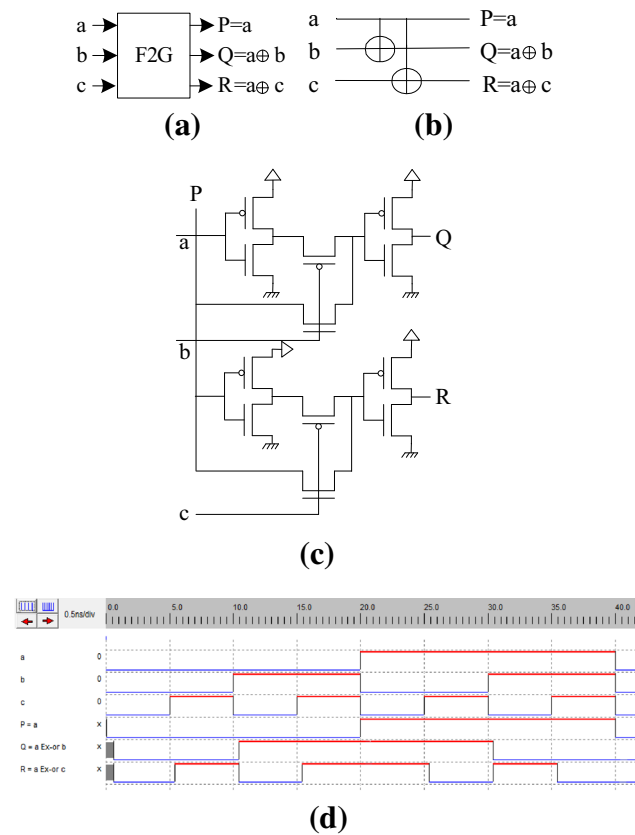 a P=a
b F2G Q=a⊕ b
c R=a⊕ c
(a)
a P=a
b Q=a⊕ b
c R=a⊕ c
(b)
P
a Q
b
R
c
(c)
0.5ns/div 0.0 5.0 10.0 15.0 20.0 25.0 30.0 35.0 40.0
a 0
b 0
c 0
P = a x
Q = a Ex-or b x
R = a Ex-or c x
(d)